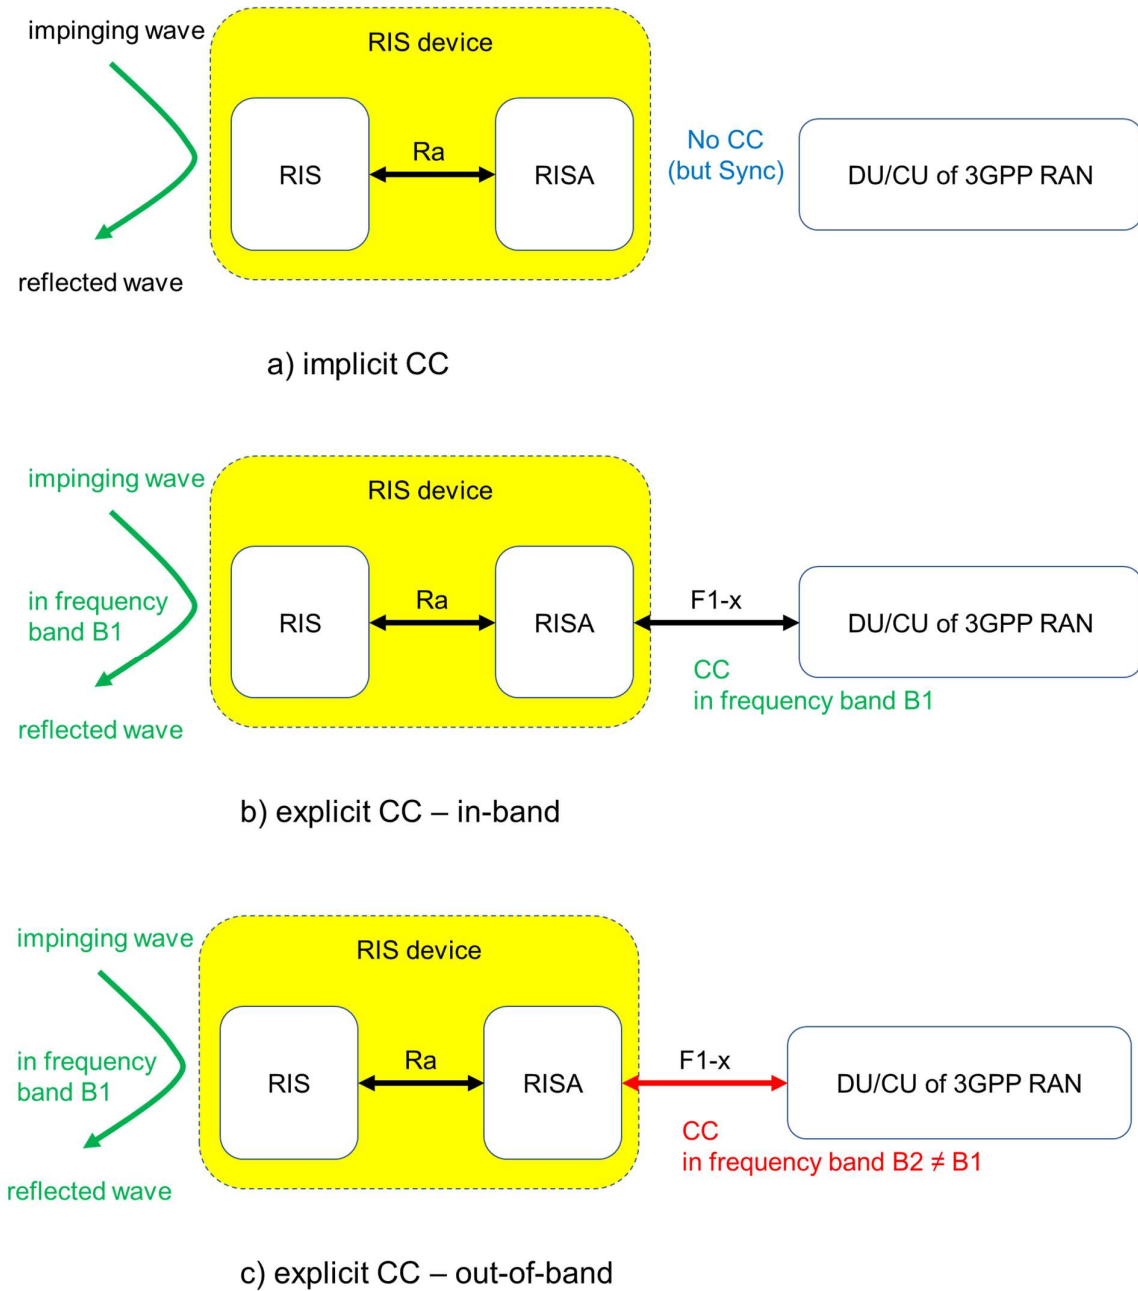 impinging wave
RIS device
RIS
Ra
RISA
No CC
(but Sync)
DU/CU of 3GPP RAN
reflected wave
a) implicit CC
impinging wave
RIS device
in frequency
band B1
RIS
Ra
RISA
F1-x
DU/CU of 3GPP RAN
CC
in frequency band B1
reflected wave
b) explicit CC – in-band
impinging wave
RIS device
in frequency
band B1
RIS
Ra
RISA
F1-x
DU/CU of 3GPP RAN
CC
in frequency band B2 ≠ B1
reflected wave
c) explicit CC – out-of-band